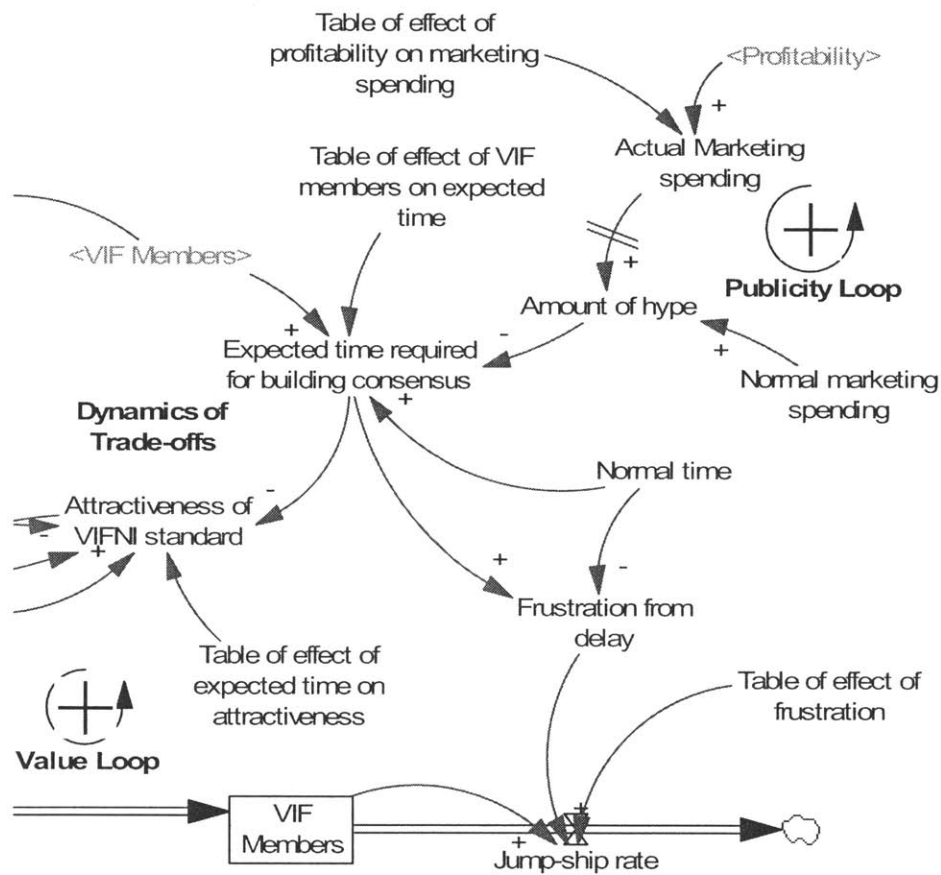 Table of effect of
profitability on marketing
spending
<Profitability>
+
Actual Marketing
spending
Table of effect of VIF
members on expected
time
<VIF Members>
+
Amount of hype
Publicity Loop
+
-
Expected time required
for building consensus
+
Normal marketing
spending
+
Dynamics of
Trade-offs
Normal time
-
Attractiveness of
VIFNI standard
-
+
+
-
Frustration from
delay
Table of effect of
expected time on
attractiveness
Table of effect of
frustration
Value Loop
VIF
Members
+
+
Jump-ship rate